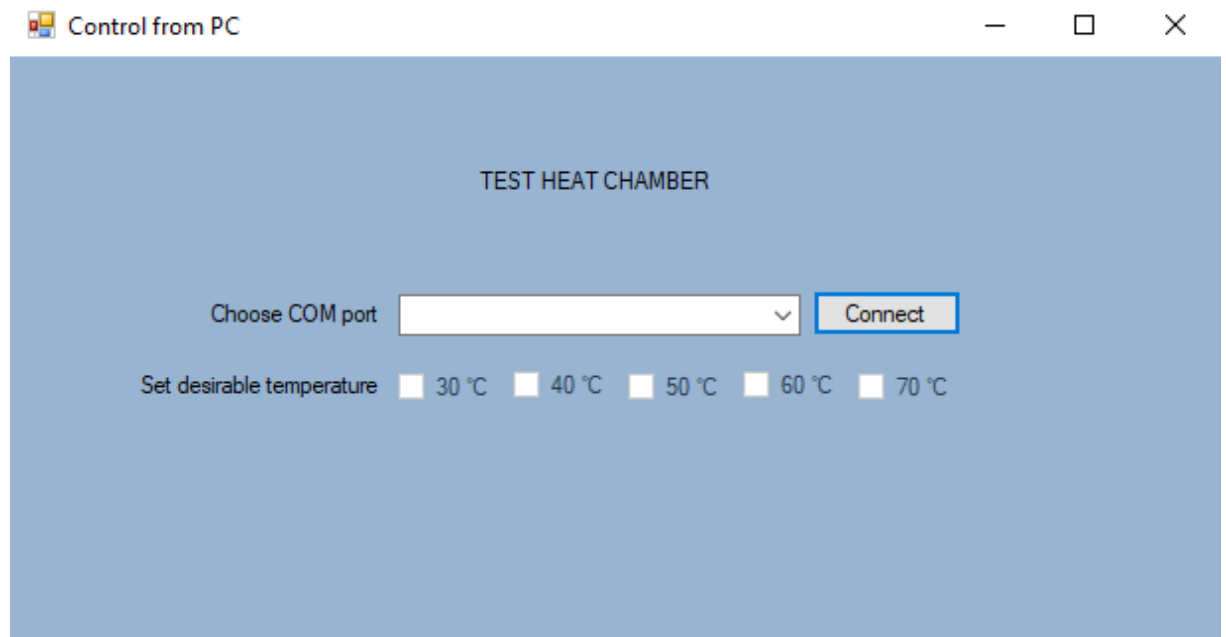 Control from PC
TEST HEAT CHAMBER
Choose COM port Connect
Set desirable temperature 30 °C 40 °C 50 °C 60 °C 70 °C